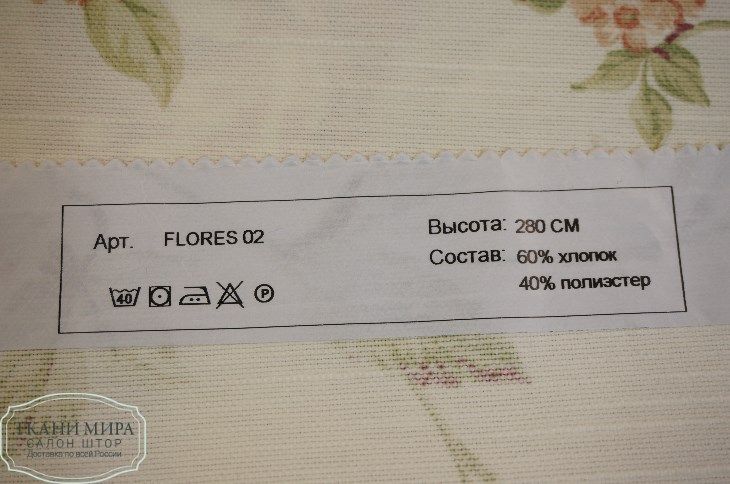 Арт. FLORES 02
Высота: 280 СМ
Состав: 60% хлопок
40% полиэстер
40
P
ТКАНИ МИРА
САЛОН ШТОР
Доставка по всей России